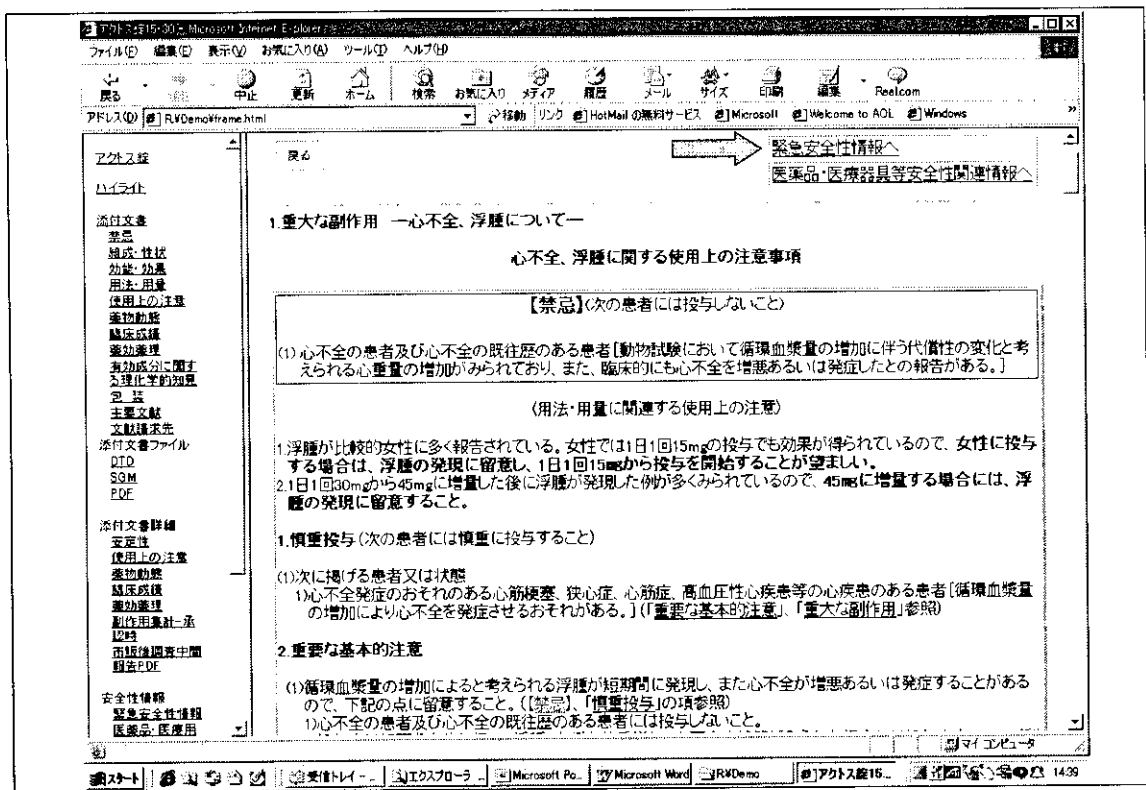 アクトス錠15・30の Microsoft Internet Explorer
ファイル(F) 編集(E) 表示(V) お気に入り(A) ツール(T) ヘルプ(H)
戻る 中止 更新 ホーム 検索 お気に入り メディア 履歴 メール サイズ 印刷 編集 Real.com
アドレス(D) R:¥Demo¥frame.html 移動 リンク HotMail の無料サービス Microsoft Welcome to AOL Windows »
アクトス錠
ハイライト
添付文書
禁忌
組成・性状
効能・効果
用法・用量
使用上の注意
薬物動態
臨床成績
薬効薬理
有効成分に関す
る理化学的知見
包 装
主要文献
文献請求先
添付文書ファイル
DTD
SGM
PDF
添付文書詳細
安定性
使用上の注意
薬物動態
臨床成績
薬効薬理
副作用集計-承
認時
市販後調査中間
報告PDF
安全性情報
緊急安全性情報
医薬品・医療用
戻る
緊急安全性情報へ
医薬品・医療器具等安全性関連情報へ
1.重大な副作用 ―心不全、浮腫について―
心不全、浮腫に関する使用上の注意事項
【禁忌】(次の患者には投与しないこと)
(1) 心不全の患者及び心不全の既往歴のある患者[動物試験において循環血漿量の増加に伴う代償性の変化と考
えられる心重量の増加がみられており、また、臨床的にも心不全を増悪あるいは発症したとの報告がある。]
(用法・用量に関連する使用上の注意)
1.浮腫が比較的女性に多く報告されている。女性では1日1回15mgの投与でも効果が得られているので、女性に投与
する場合は、浮腫の発現に留意し、1日1回15mgから投与を開始することが望ましい。
2.1日1回30mgから45mgに増量した後に浮腫が発現した例が多くみられているので、45mgに増量する場合には、浮
腫の発現に留意すること。
1.慎重投与(次の患者には慎重に投与すること)
(1)次に掲げる患者又は状態
1)心不全発症のおそれのある心筋梗塞、狭心症、心筋症、高血圧性心疾患等の心疾患のある患者[循環血漿量
の増加により心不全を発症させるおそれがある。](「重要な基本的注意」、「重大な副作用」参照)
2.重要な基本的注意
(1)循環血漿量の増加によると考えられる浮腫が短期間に発現し、また心不全が増悪あるいは発症することがある
ので、下記の点に留意すること。(【禁忌】、「慎重投与」の項参照)
1)心不全の患者及び心不全の既往歴のある患者には投与しないこと。
マイ コンピュータ
スタート 受信トレイ - .. エクスプローラ .. Microsoft Po.. Microsoft Word R:¥Demo アクトス錠15... 14:39